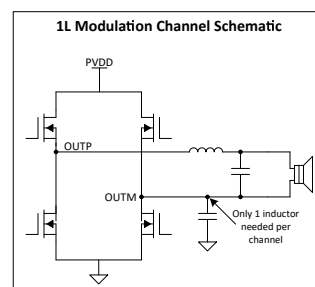 1L Modulation Channel Schematic
PVDD
OUTP
OUTM
Only 1 inductor
needed per
channel